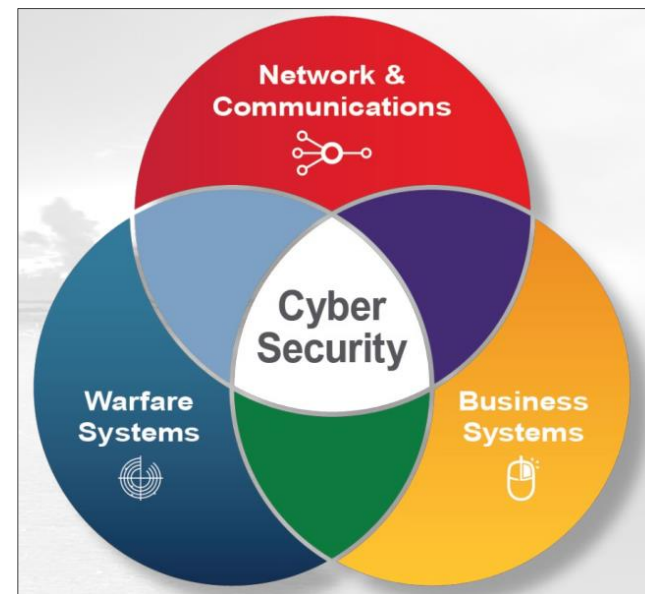 Network &
Communications
Cyber
Security
Warfare
Systems
Business
Systems